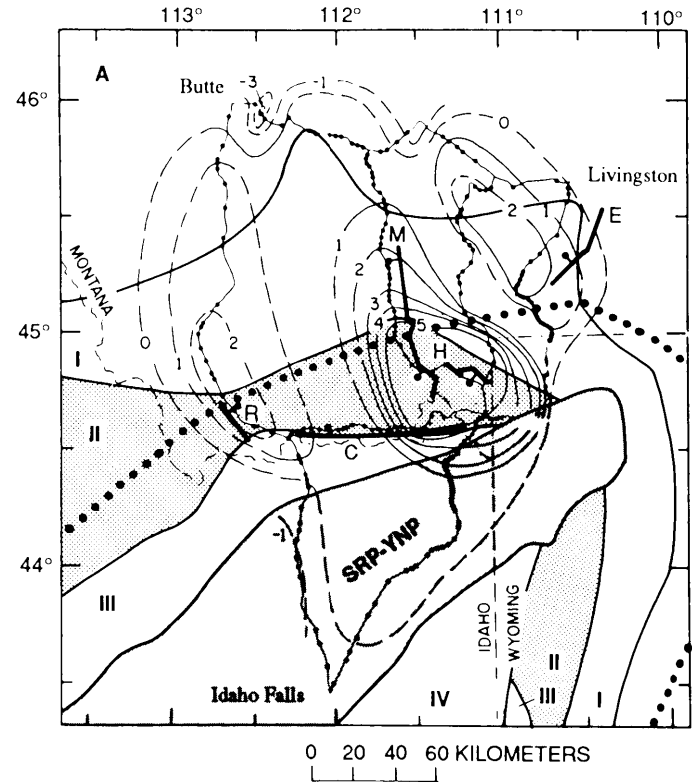 113° 112° 111° 110°
A
Butte
-3
-1
0
46°
Livingston
2 1
E
M
1
2
MONTANA
3
4 5
45°
0
1
2
H
I
R
II
C
-1
44°
SRP-YNP
III
IDAHO
WYOMING
II
Idaho Falls
IV
III
I
0 20 40 60 KILOMETERS